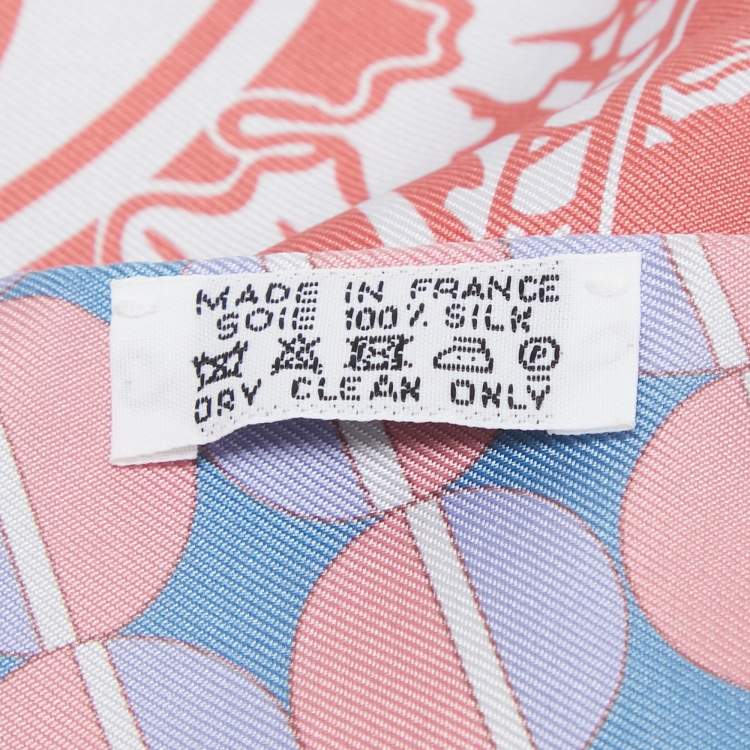 MADE IN FRANCE
SOIE 100% SILK
P
DRY CLEAN ONLY